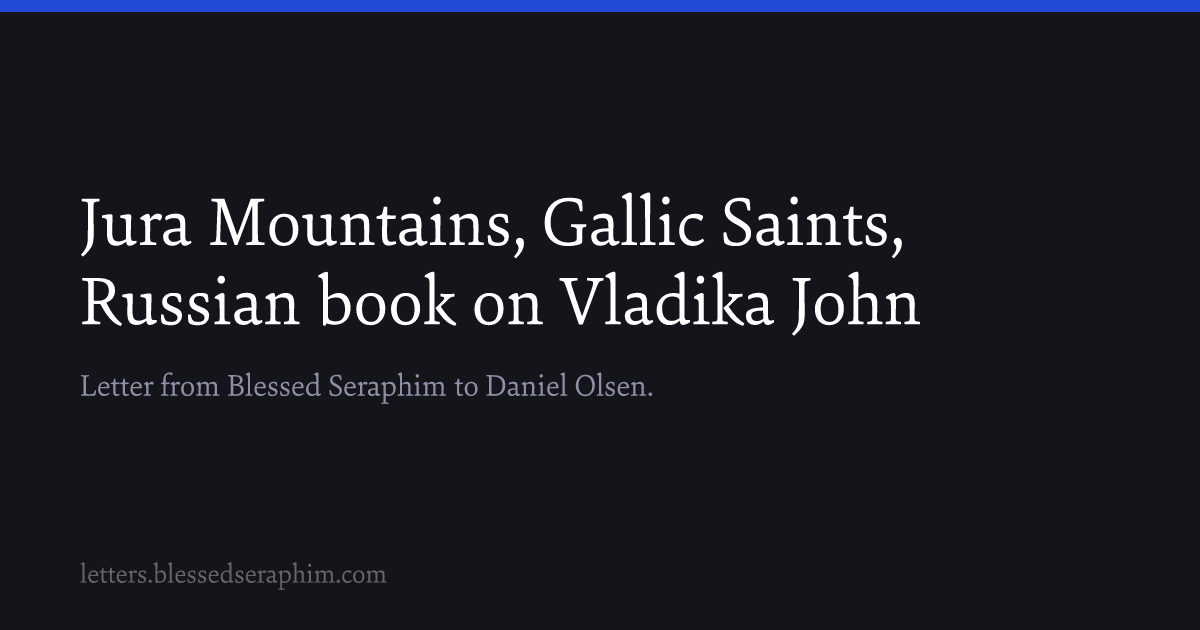 Jura Mountains, Gallic Saints,
Russian book on Vladika John
Letter from Blessed Seraphim to Daniel Olsen.
letters.blessedseraphim.com